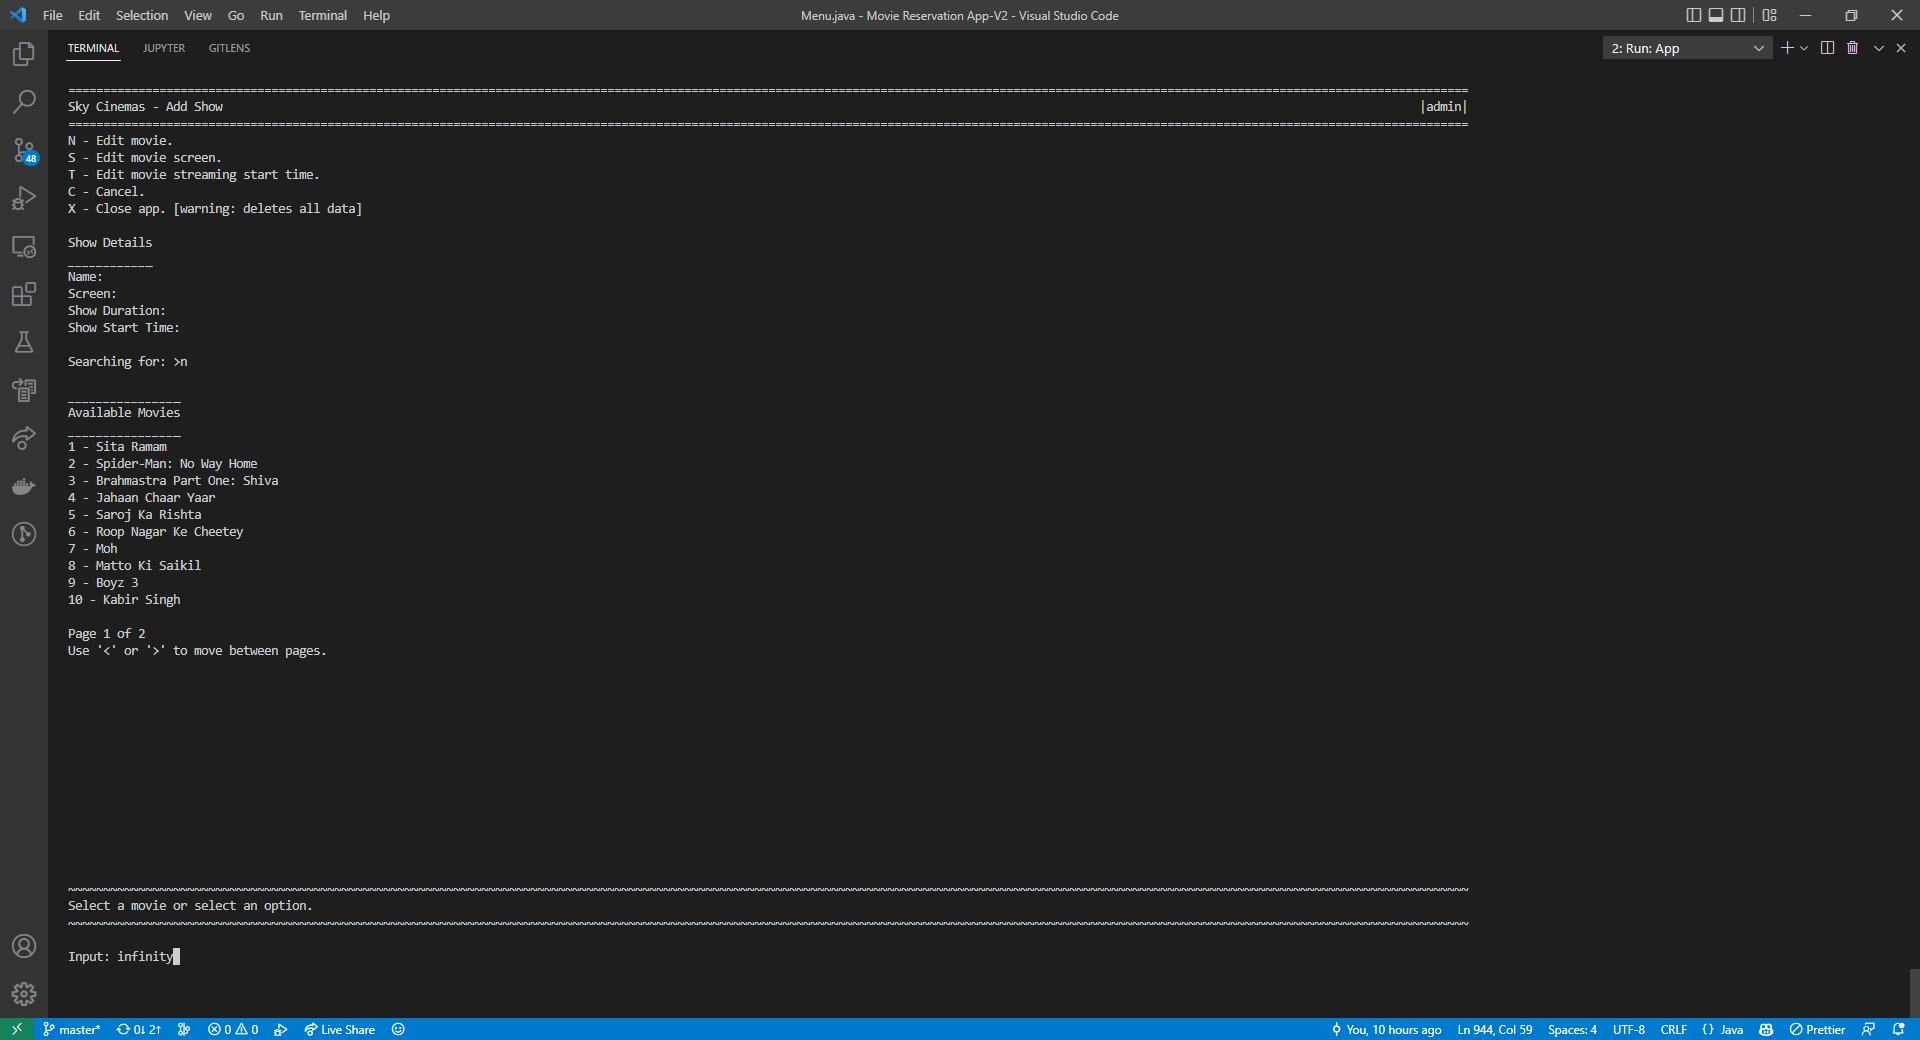 File Edit Selection View Go Run Terminal Help Menu.java - Movie Reservation App-V2 - Visual Studio Code
TERMINAL JUPYTER GITLENS 2: Run: App
Sky Cinemas - Add Show |admin|
N - Edit movie.
S - Edit movie screen.
T - Edit movie streaming start time.
C - Cancel.
X - Close app. [warning: deletes all data]
Show Details
Name:
Screen:
Show Duration:
Show Start Time:
Searching for: >n
Available Movies
1 - Sita Ramam
2 - Spider-Man: No Way Home
3 - Brahmastra Part One: Shiva
4 - Jahaan Chaar Yaar
5 - Saroj Ka Rishta
6 - Roop Nagar Ke Cheetey
7 - Moh
8 - Matto Ki Saikil
9 - Boyz 3
10 - Kabir Singh
Page 1 of 2
Use '<' or '>' to move between pages.
Select a movie or select an option.
Input: infinity
48
master* 0↓ 2↑ 0 0 Live Share You, 10 hours ago Ln 944, Col 59 Spaces: 4 UTF-8 CRLF {} Java Prettier